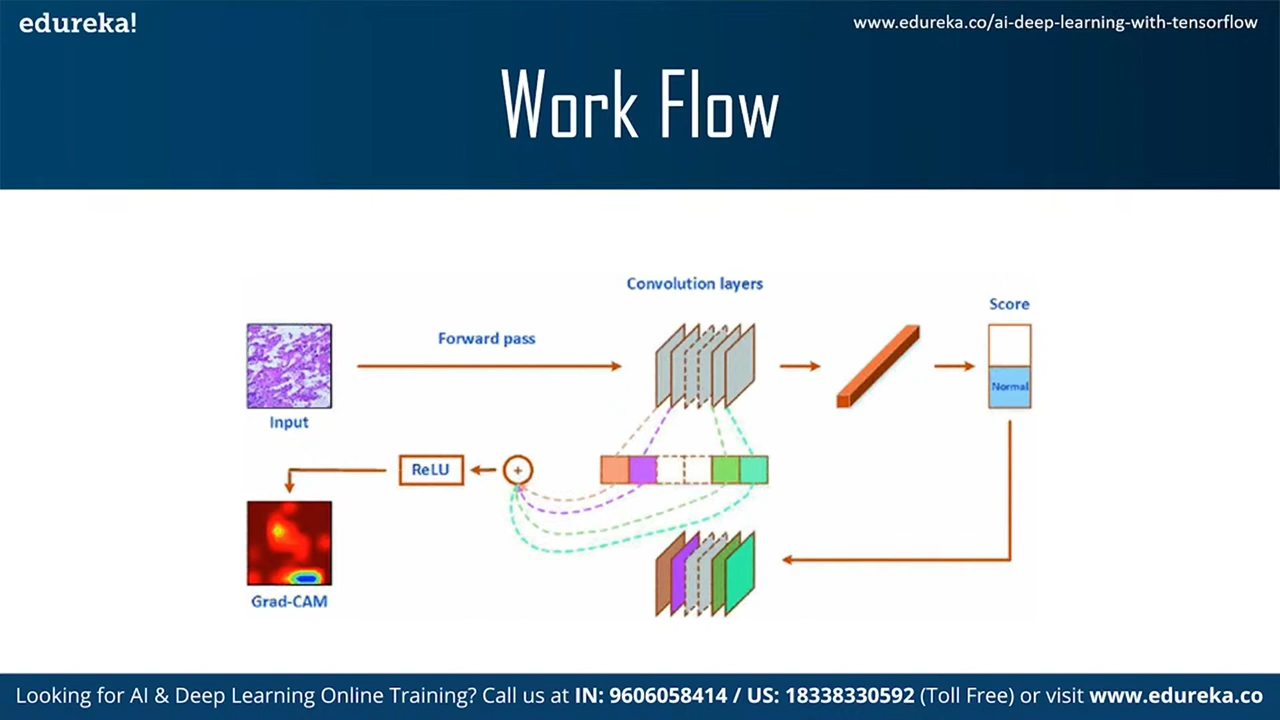 edureka!
www.edureka.co/ai-deep-learning-with-tensorflow
Work Flow
Convolution layers
Score
Forward pass
Normal
Input
ReLU
+
Grad-CAM
Looking for AI & Deep Learning Online Training? Call us at IN: 9606058414 / US: 18338330592 (Toll Free) or visit www.edureka.co